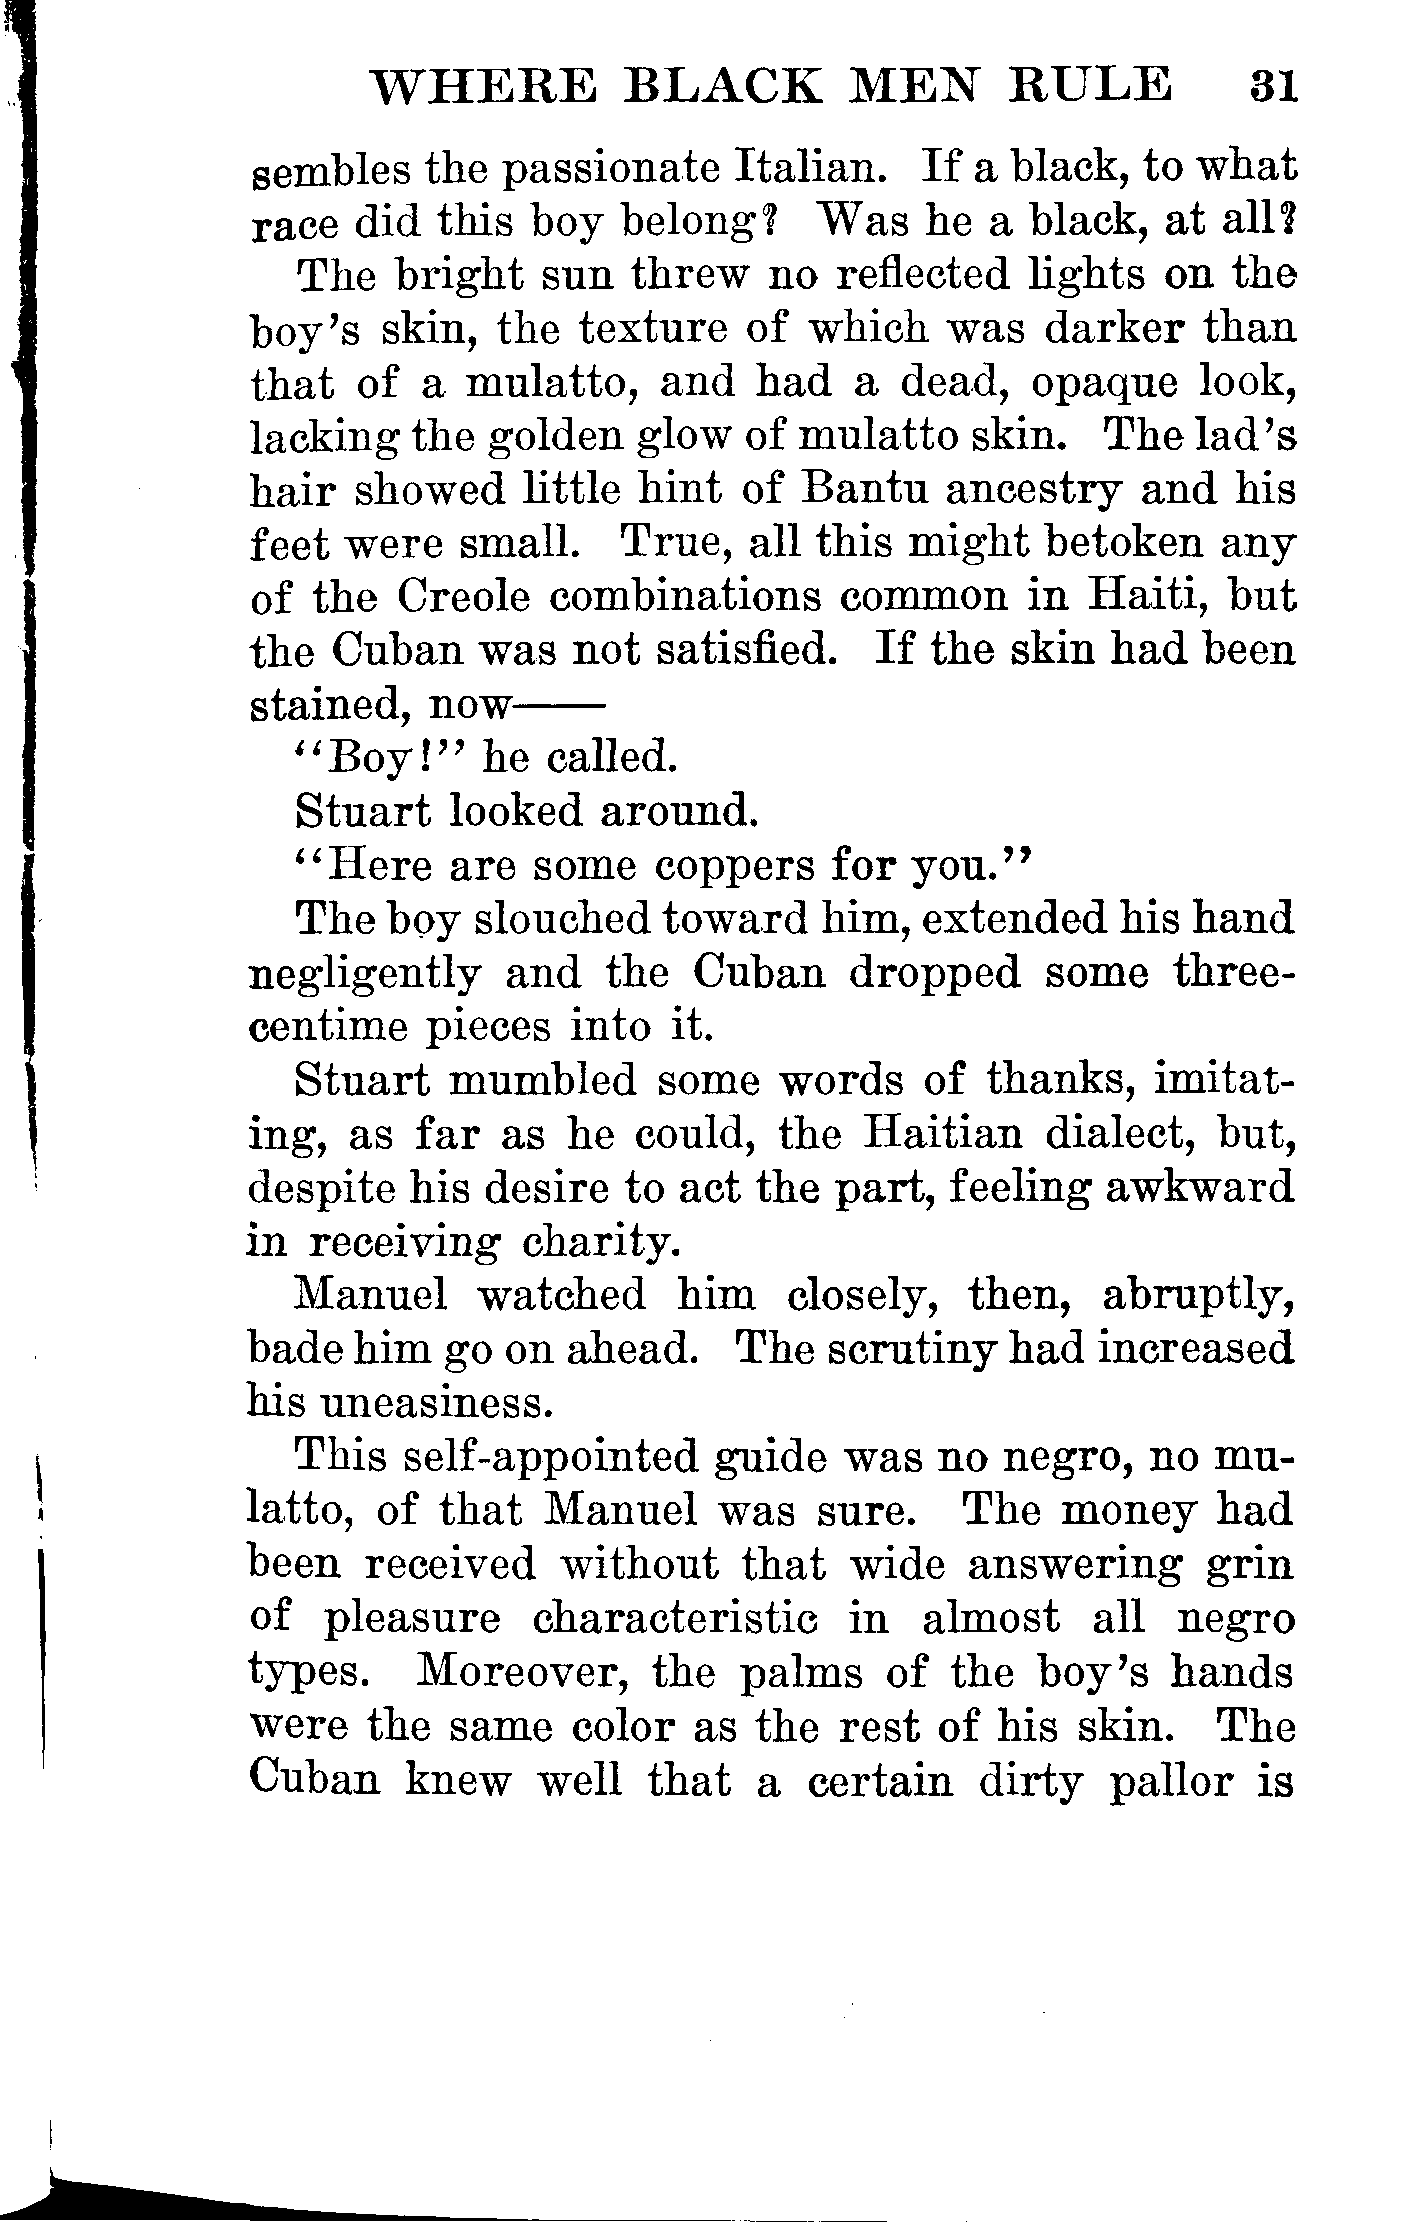 WHERE BLACK MEN RULE 31
sembles the passionate Italian. If a black, to what
race did this boy belong? Was he a black, at all?
The bright sun threw no reflected lights on the
boy's skin, the texture of which was darker than
that of a mulatto, and had a dead, opaque look,
lacking the golden glow of mulatto skin. The lad's
hair showed little hint of Bantu ancestry and his
feet were small. True, all this might betoken any
of the Creole combinations common in Haiti, but
the Cuban was not satisfied. If the skin had been
stained, now——
"Boy!" he called.
Stuart looked around.
"Here are some coppers for you."
The boy slouched toward him, extended his hand
negligently and the Cuban dropped some three-
centime pieces into it.
Stuart mumbled some words of thanks, imitat-
ing, as far as he could, the Haitian dialect, but,
despite his desire to act the part, feeling awkward
in receiving charity.
Manuel watched him closely, then, abruptly,
bade him go on ahead. The scrutiny had increased
his uneasiness.
This self-appointed guide was no negro, no mu-
latto, of that Manuel was sure. The money had
been received without that wide answering grin
of pleasure characteristic in almost all negro
types. Moreover, the palms of the boy's hands
were the same color as the rest of his skin. The
Cuban knew well that a certain dirty pallor is